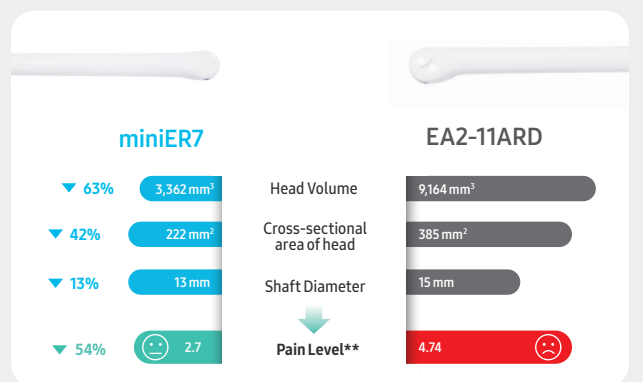 miniER7
EA2-11ARD
▼ 63%
3,362 mm³
Head Volume
9,164 mm³
▼ 42%
222 mm²
Cross-sectional
area of head
385 mm²
▼ 13%
13 mm
Shaft Diameter
15 mm
▼ 54%
2.7
Pain Level**
4.74